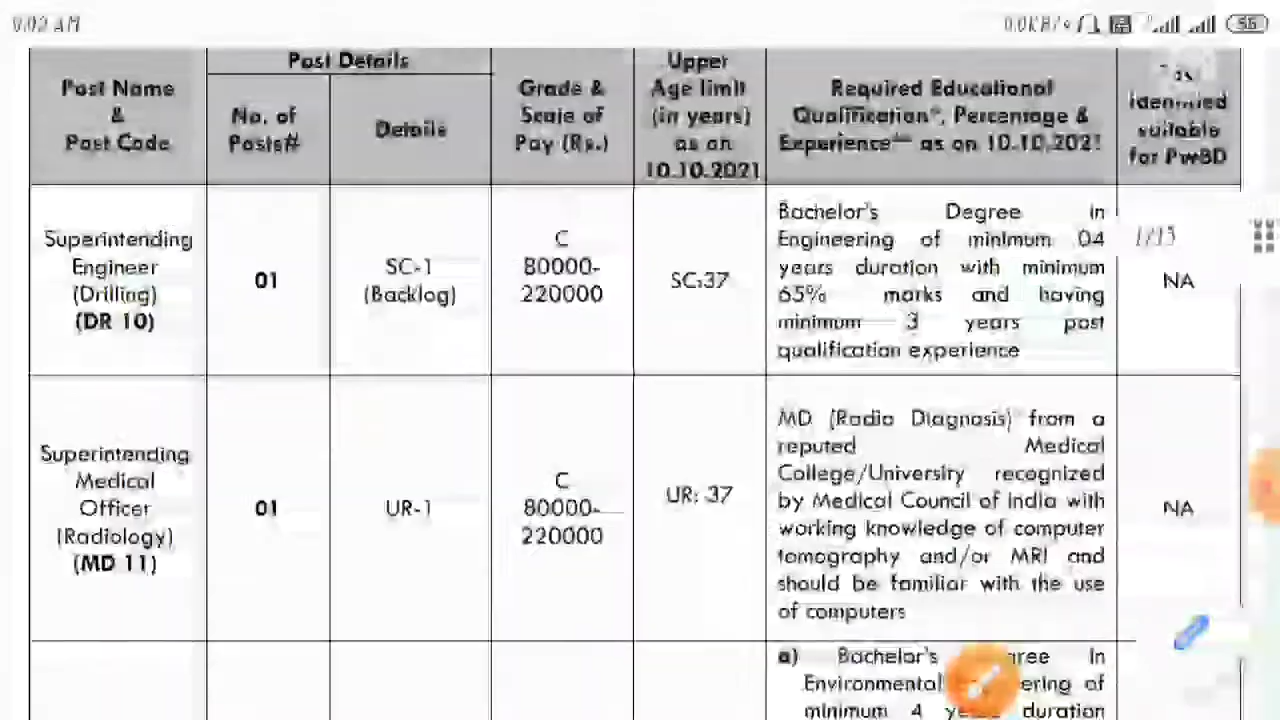 9:02 AM
0.0KB/s
56
Post Name
&
Post Code
Post Details
No. of
Posts#
Details
Grade &
Scale of
Pay (Rs.)
Upper
Age limit
(in years)
as on
10.10.2021
Required Educational
Qualification*, Percentage &
Experience** as on 10.10.2021
identified
suitable
for PwBD
Superintending
Engineer
(Drilling)
(DR 10)
01
SC-1
(Backlog)
C
80000-
220000
SC:37
Bachelor's Degree in
Engineering of minimum 04
years duration with minimum
65% marks and having
minimum 3 years post
qualification experience
1/15
NA
Superintending
Medical
Officer
(Radiology)
(MD 11)
01
UR-1
C
80000-
220000
UR: 37
MD (Radio Diagnosis) from a
reputed Medical
College/University recognized
by Medical Council of India with
working knowledge of computer
tomography and/or MRI and
should be familiar with the use
of computers
NA
a) Bachelor's in
Environmental of
minimum 4 duration